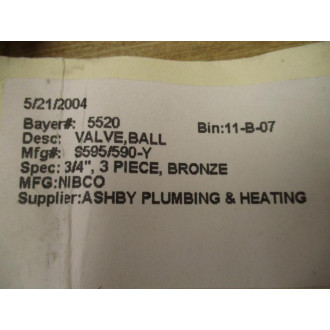 5/21/2004
Bayer#: 5520 Bin:11-B-07
Desc: VALVE,BALL
Mfg#: S595/590-Y
Spec: 3/4", 3 PIECE, BRONZE
MFG:NIBCO
Supplier:ASHBY PLUMBING & HEATING